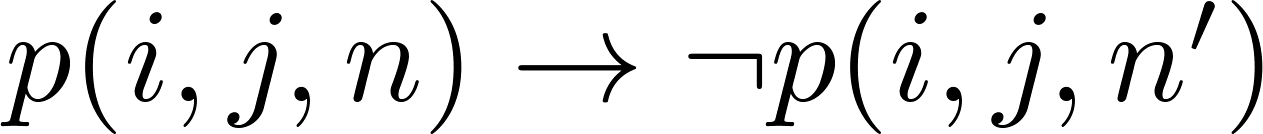 p(i, j, n) → ¬p(i, j, n′)